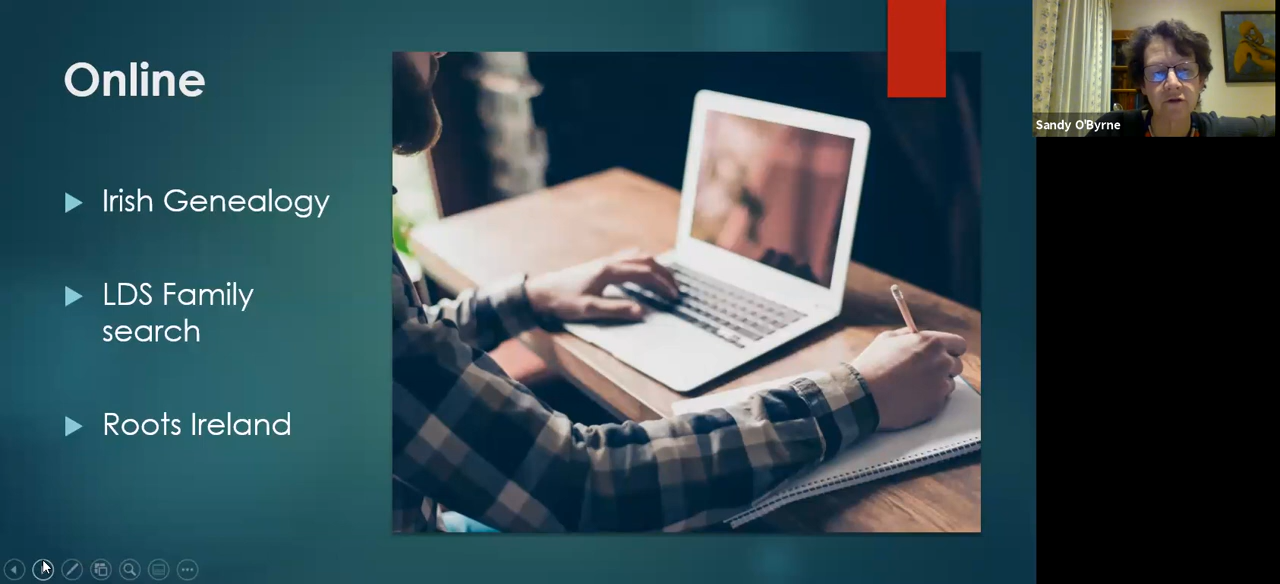 Online
Irish Genealogy
LDS Family
search
Roots Ireland
Sandy O'Byrne